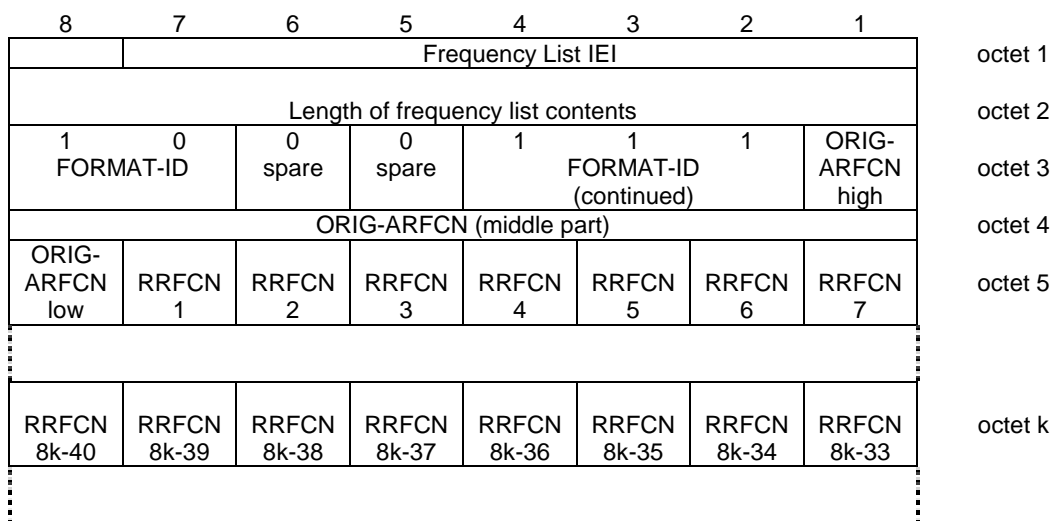 8 7 6 5 4 3 2 1
Frequency List IEI octet 1
Length of frequency list contents octet 2
1 0 0 0 1 1 1 ORIG-
FORMAT-ID spare spare FORMAT-ID ARFCN octet 3
(continued) high
ORIG-ARFCN (middle part) octet 4
ORIG-
ARFCN RRFCN RRFCN RRFCN RRFCN RRFCN RRFCN RRFCN octet 5
low 1 2 3 4 5 6 7
RRFCN RRFCN RRFCN RRFCN RRFCN RRFCN RRFCN RRFCN octet k
8k-40 8k-39 8k-38 8k-37 8k-36 8k-35 8k-34 8k-33